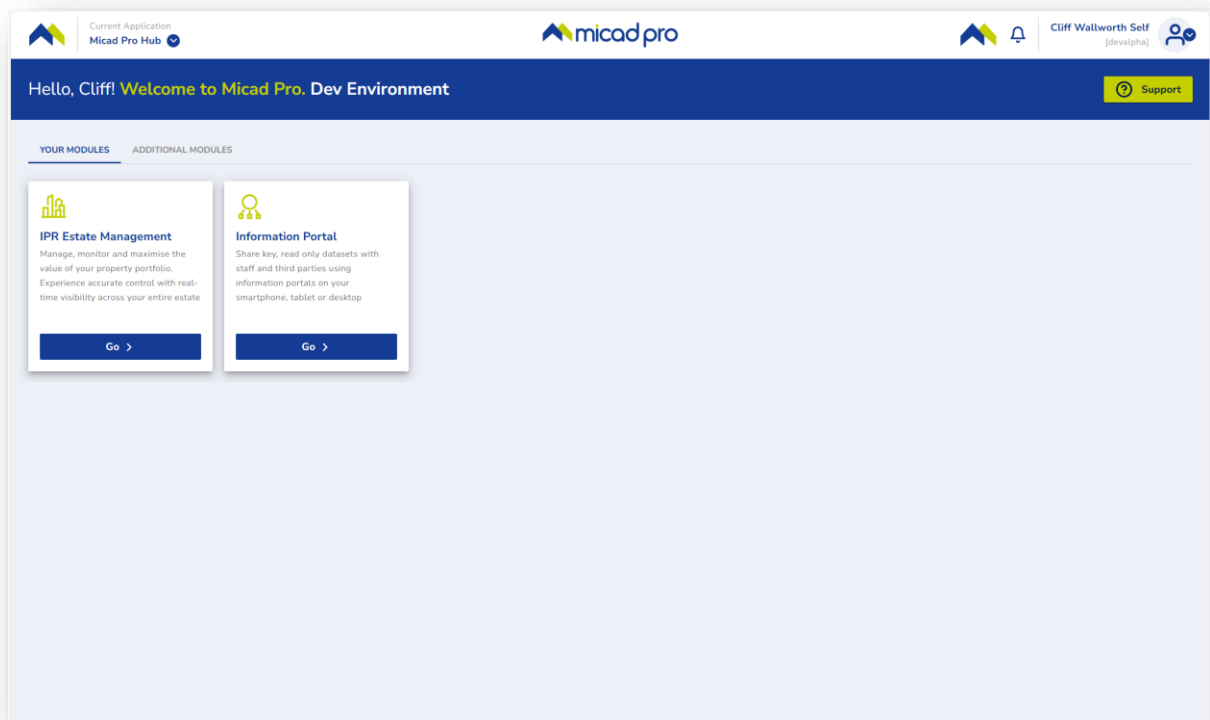 Current Application
Micad Pro Hub
micad pro
Cliff Wallworth Self
[devalpha]
Hello, Cliff! Welcome to Micad Pro. Dev Environment
Support
YOUR MODULES
ADDITIONAL MODULES
IPR Estate Management
Manage, monitor and maximise the
value of your property portfolio.
Experience accurate control with real-
time visibility across your entire estate
Go
Information Portal
Share key, read only datasets with
staff and third parties using
information portals on your
smartphone, tablet or desktop
Go